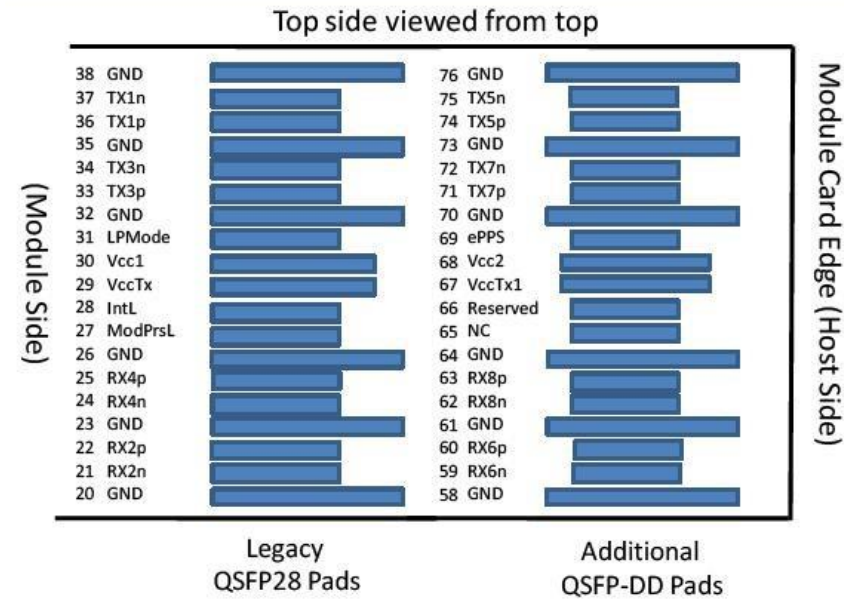 Top side viewed from top
38 GND
37 TX1n
36 TX1p
35 GND
34 TX3n
33 TX3p
32 GND
31 LPMode
30 Vcc1
29 VccTx
28 IntL
27 ModPrsL
26 GND
25 RX4p
24 RX4n
23 GND
22 RX2p
21 RX2n
20 GND
76 GND
75 TX5n
74 TX5p
73 GND
72 TX7n
71 TX7p
70 GND
69 ePPS
68 Vcc2
67 VccTx1
66 Reserved
65 NC
64 GND
63 RX8p
62 RX8n
61 GND
60 RX6p
59 RX6n
58 GND
(Module Side)
Module Card Edge (Host Side)
Legacy
QSFP28 Pads
Additional
QSFP-DD Pads